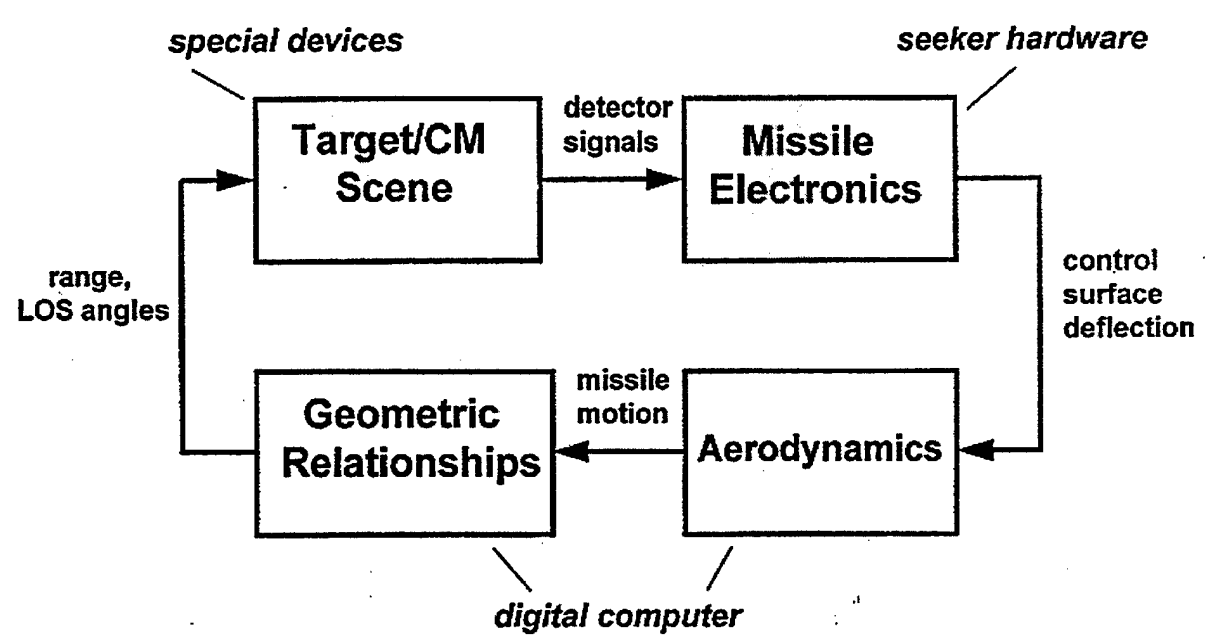 special devices
seeker hardware
Target/CM
Scene
detector
signals
Missile
Electronics
range,
LOS angles
control
surface
deflection
Geometric
Relationships
missile
motion
Aerodynamics
digital computer